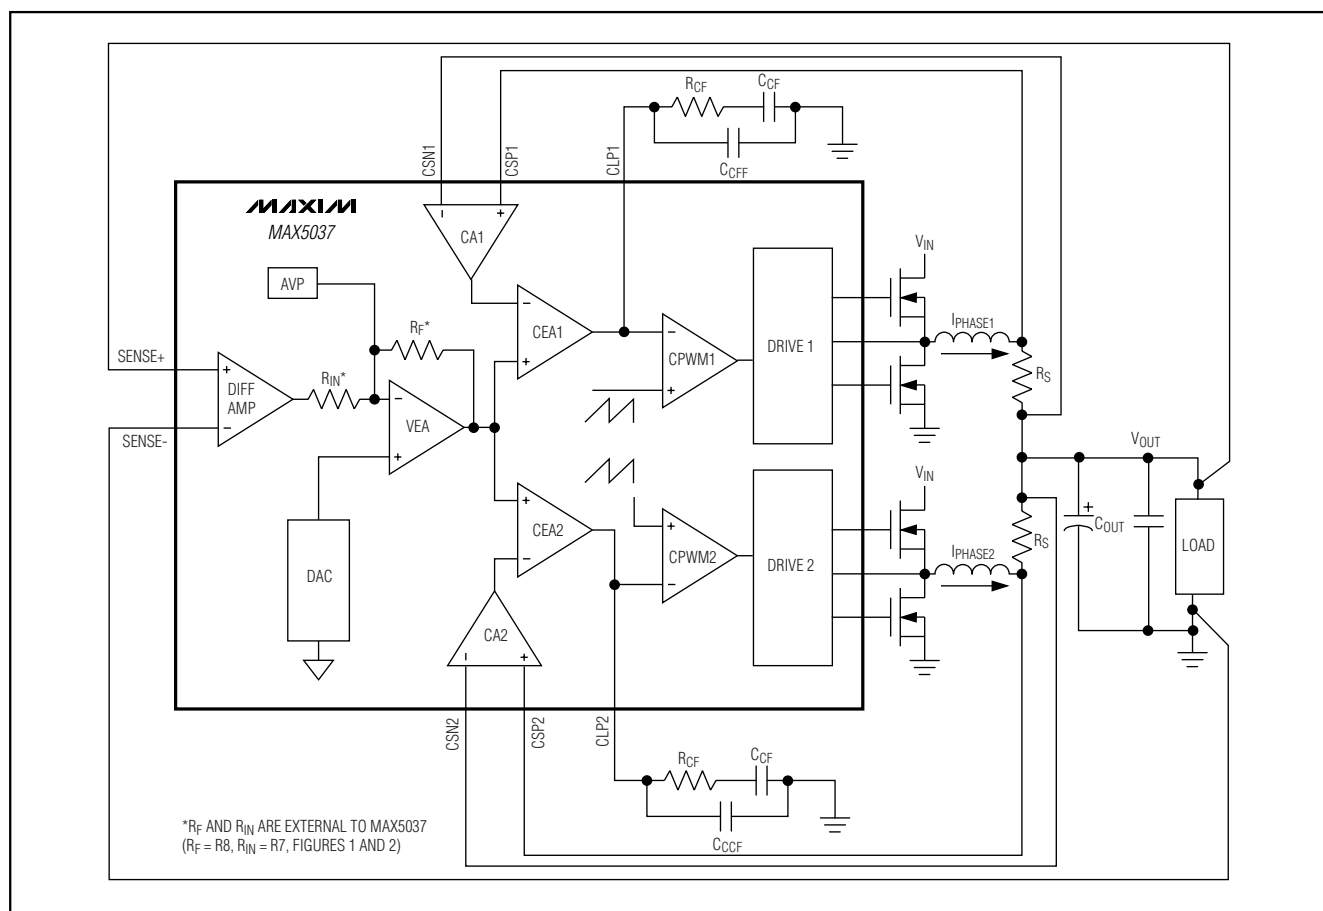 RCF
CCF
CCFF
CSN1
CSP1
CLP1
MAXIM
MAX5037
CA1
AVP
RF*
CEA1
CPWM1
DRIVE 1
VIN
IPHASE1
RS
SENSE+
DIFF
AMP
RIN*
VEA
SENSE-
VOUT
CEA2
CPWM2
DRIVE 2
VIN
IPHASE2
RS
COUT
LOAD
DAC
CA2
CSN2
CSP2
CLP2
RCF
CCF
CCCF
*RF AND RIN ARE EXTERNAL TO MAX5037
(RF = R8, RIN = R7, FIGURES 1 AND 2)